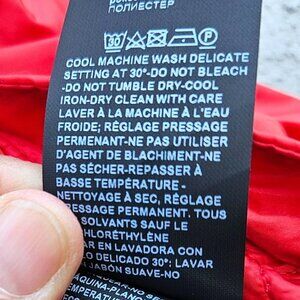 ПОЛИЕСТЕР
30 P
COOL MACHINE WASH DELICATE
SETTING AT 30°-DO NOT BLEACH
-DO NOT TUMBLE DRY-COOL
IRON-DRY CLEAN WITH CARE
LAVER À LA MACHINE À L'EAU
FROIDE; RÉGLAGE PRESSAGE
PERMENANT-NE PAS UTILISER
D'AGENT DE BLACHIMENT-NE
PAS SÉCHER-REPASSER À
BASSE TEMPÉRATURE -
NETTOYAGE À SEC, RÉGLAGE
PRESSAGE PERMANENT. TOUS
SOLVANTS SAUF LE
CHLORÉTHYLÈNE
LAVAR EN LAVADORA CON
DELICADO 30°; LAVAR
JABÓN SUAVE-NO